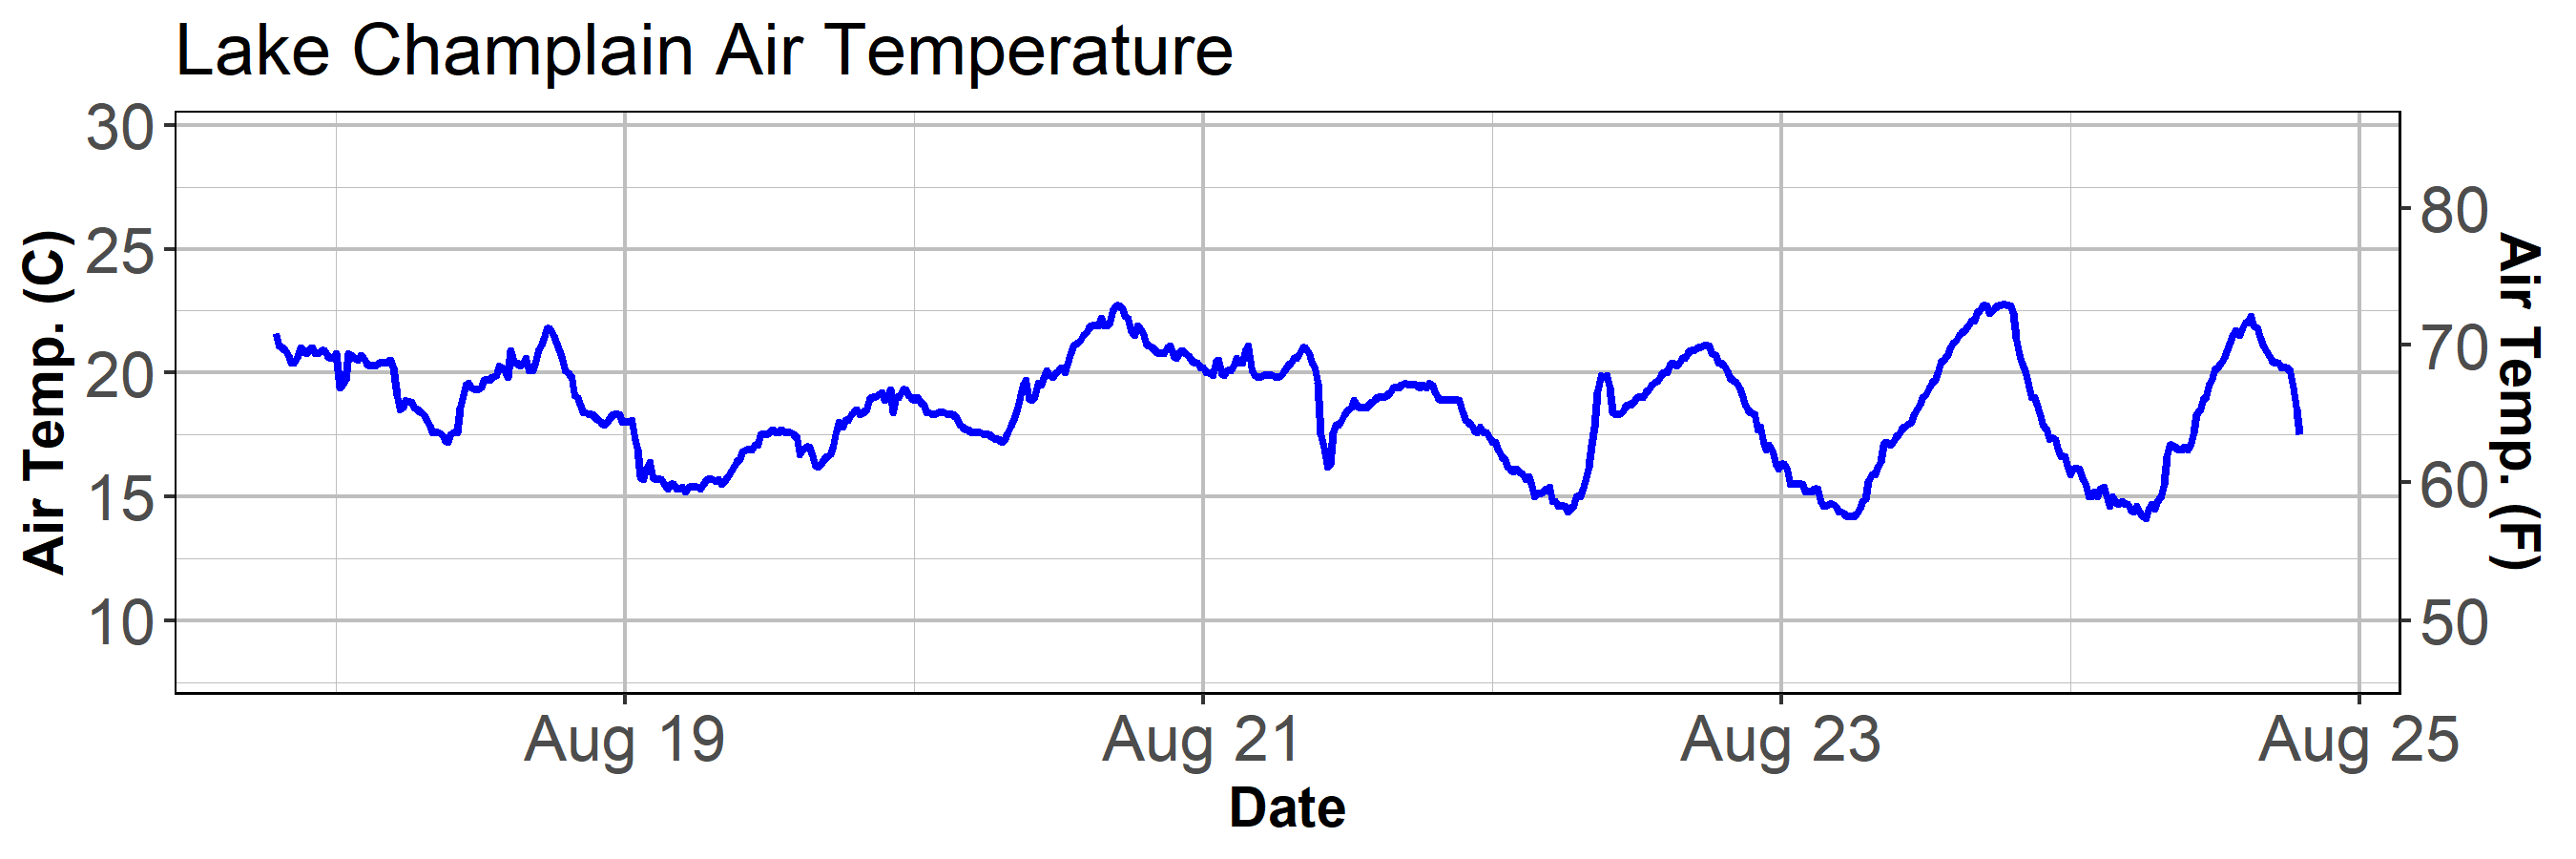 Lake Champlain Air Temperature
30
25
20
15
10
Air Temp. (C)
80
70
60
50
Air Temp. (F)
Aug 19
Aug 21
Aug 23
Aug 25
Date